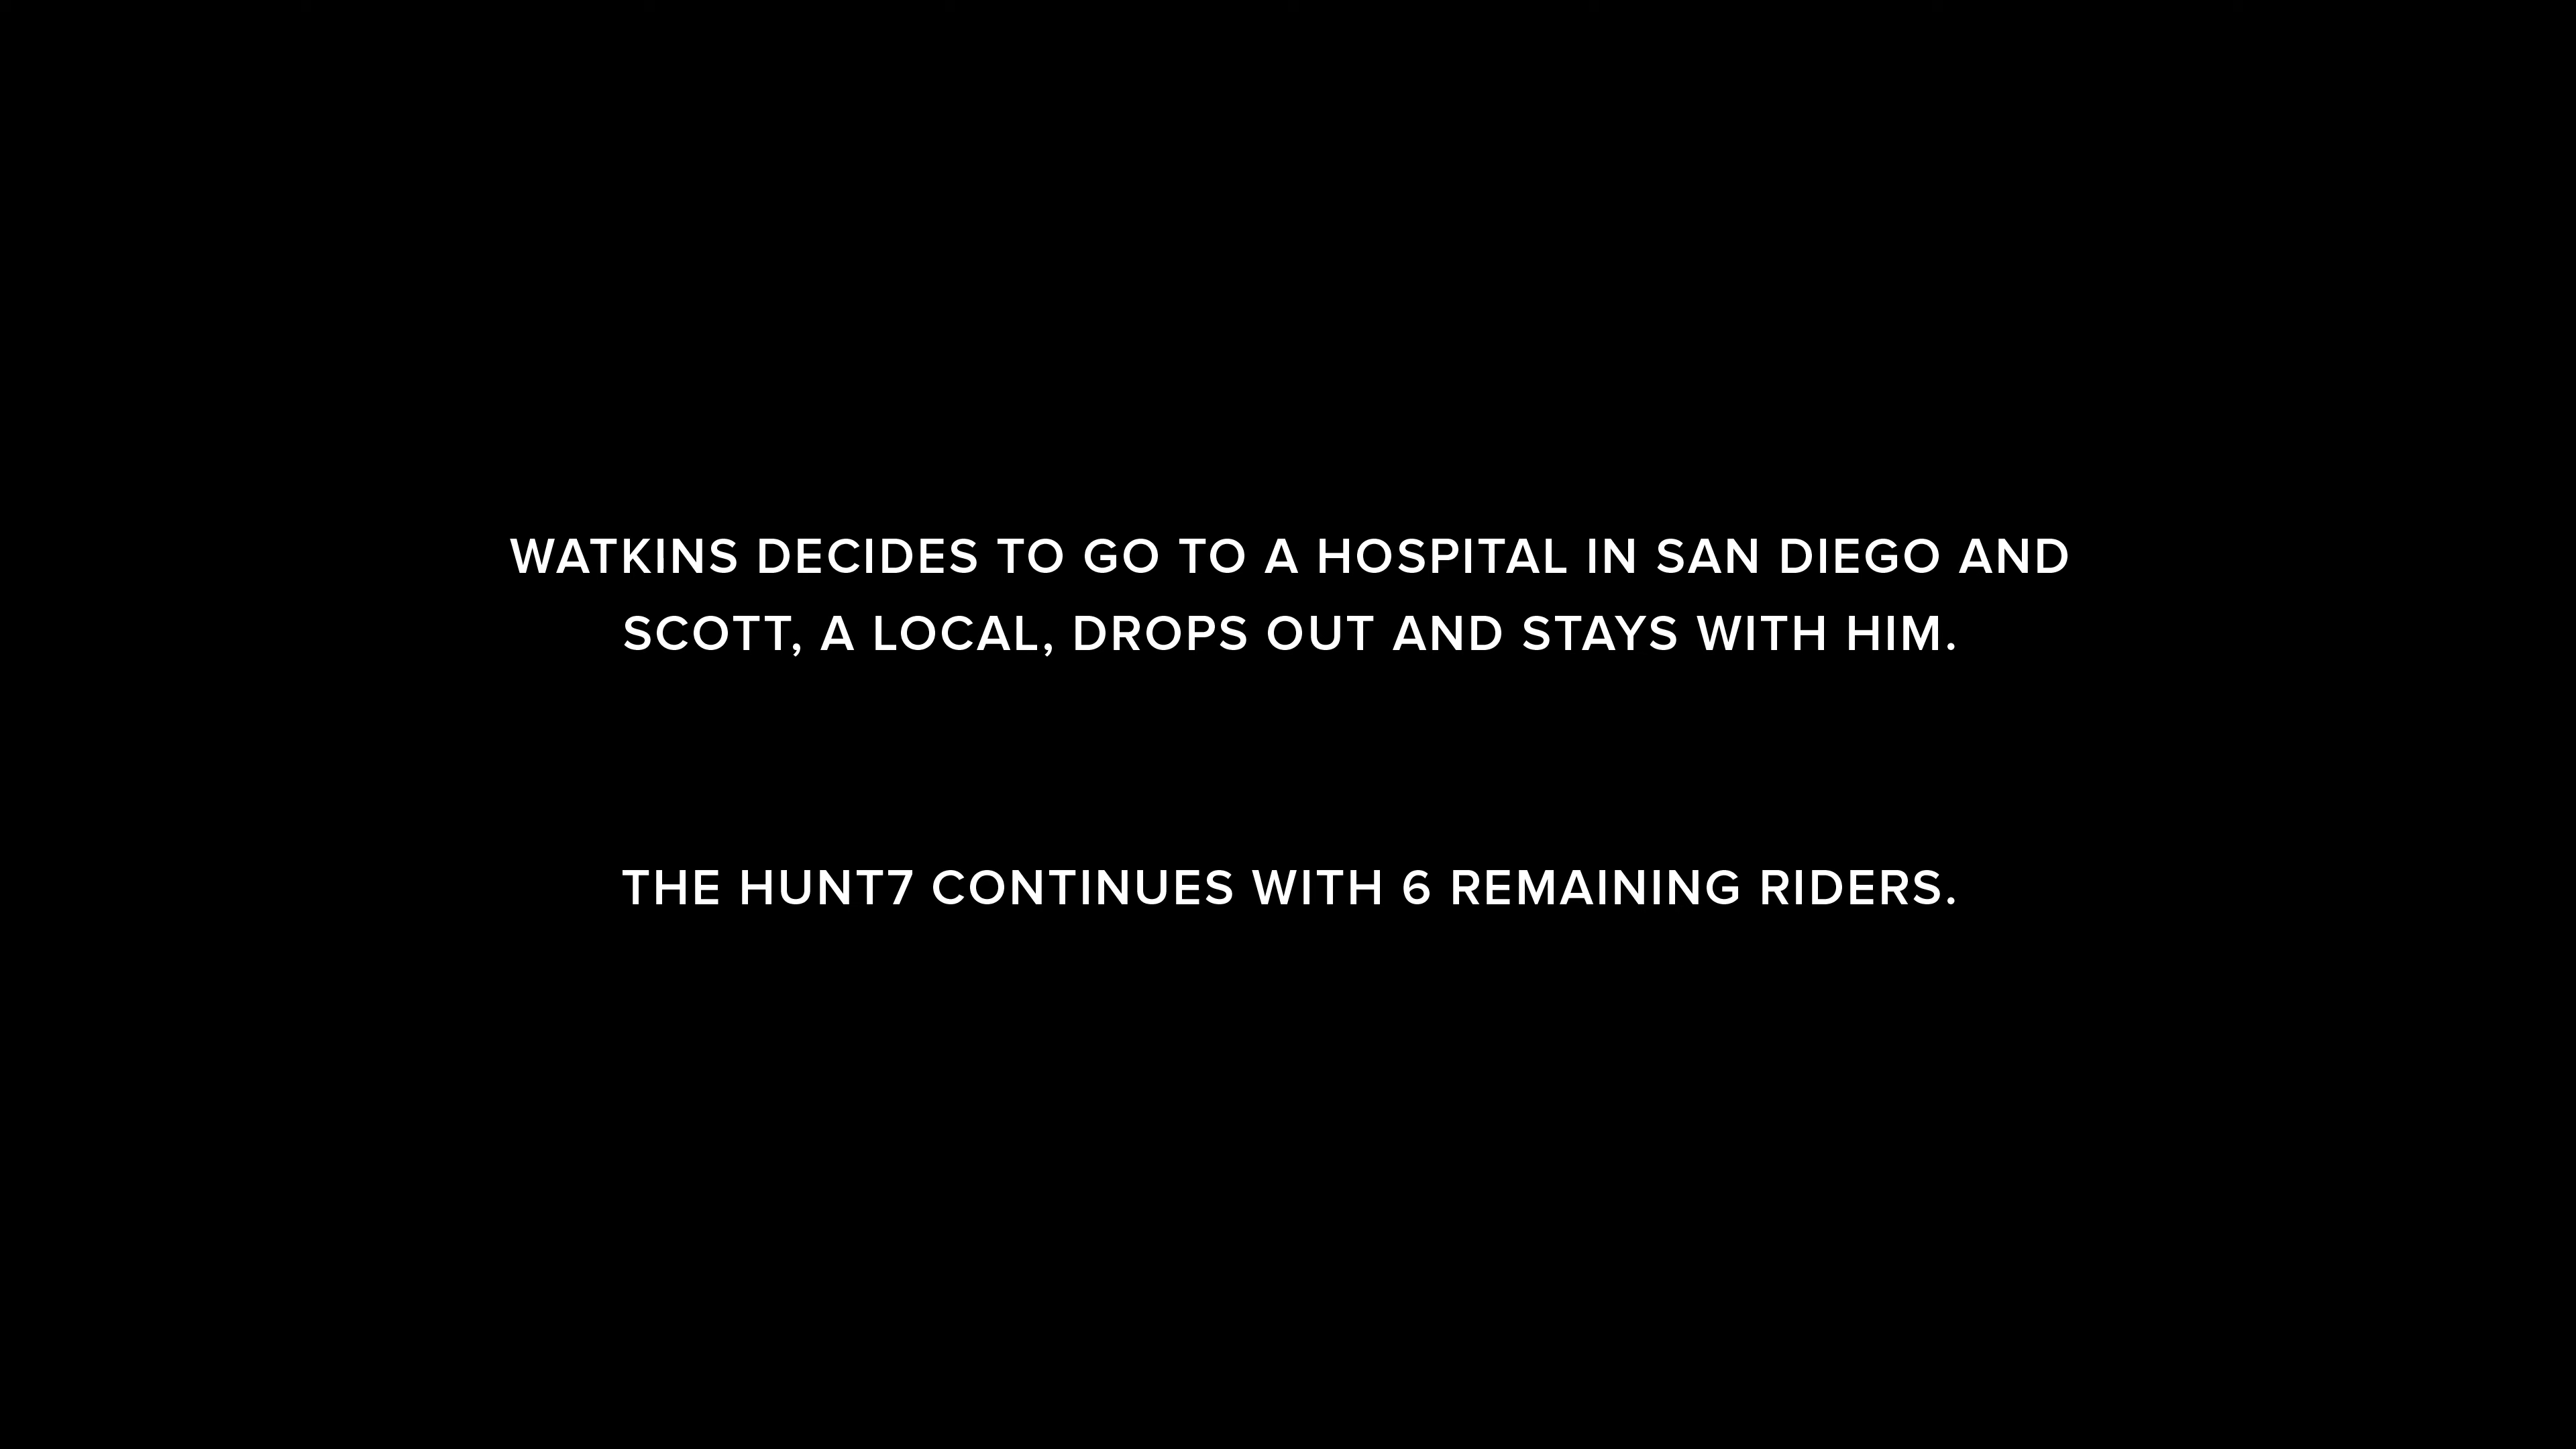 WATKINS DECIDES TO GO TO A HOSPITAL IN SAN DIEGO AND
SCOTT, A LOCAL, DROPS OUT AND STAYS WITH HIM.
THE HUNT7 CONTINUES WITH 6 REMAINING RIDERS.